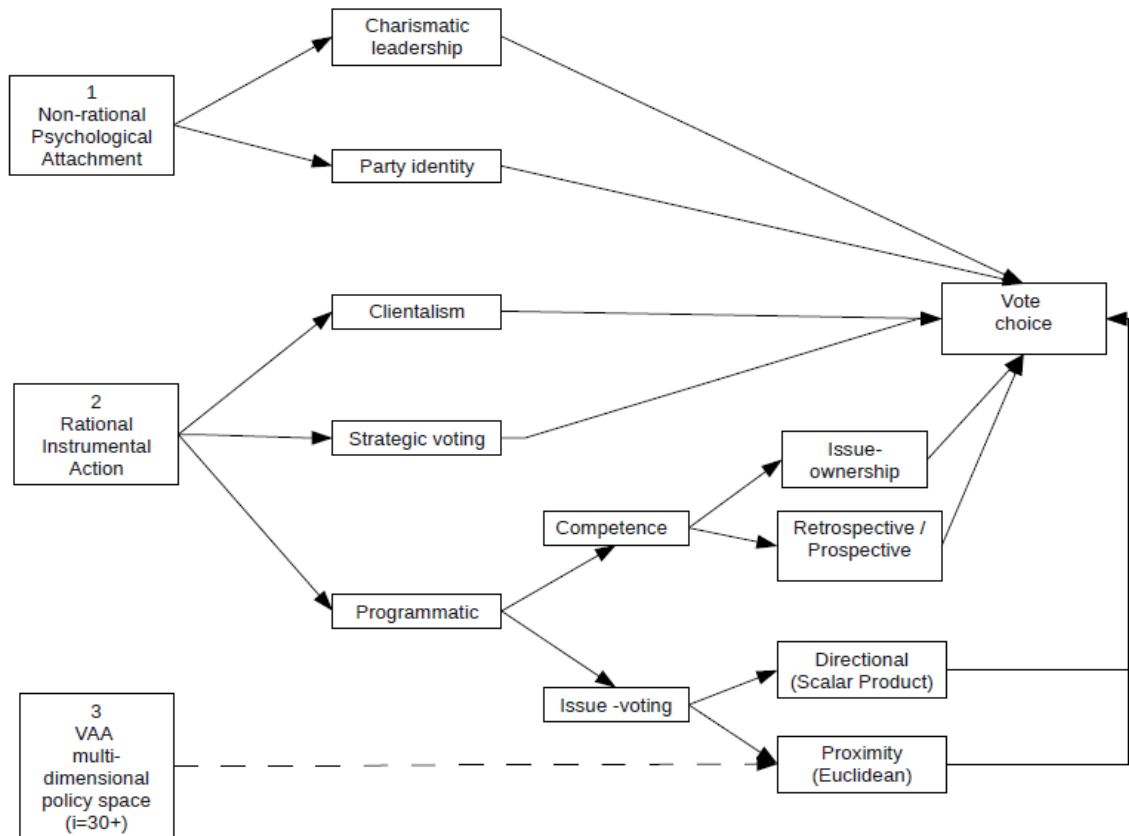 Charismatic
leadership
1
Non-rational
Psychological
Attachment
Party identity
Clientalism
Vote
choice
2
Rational
Instrumental
Action
Strategic voting
Issue-
ownership
Competence
Retrospective /
Prospective
Programmatic
Directional
(Scalar Product)
Issue -voting
3
VAA
multi-
dimensional
policy space
(i=30+)
Proximity
(Euclidean)